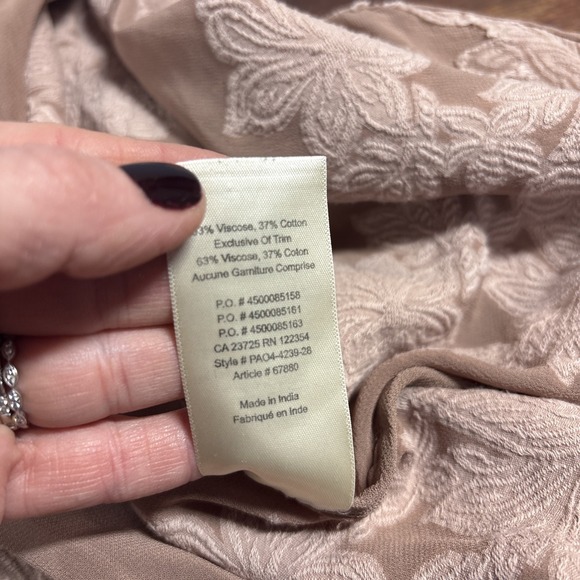 3% Viscose, 37% Cotton
Exclusive Of Trim
63% Viscose, 37% Coton
Aucune Garniture Comprise
P.O. # 4500085158
P.O. # 4500085161
P.O. # 4500085163
CA 23725 RN 122354
Style # PAO4-4239-28
Article # 67880
Made in India
Fabriqué en Inde